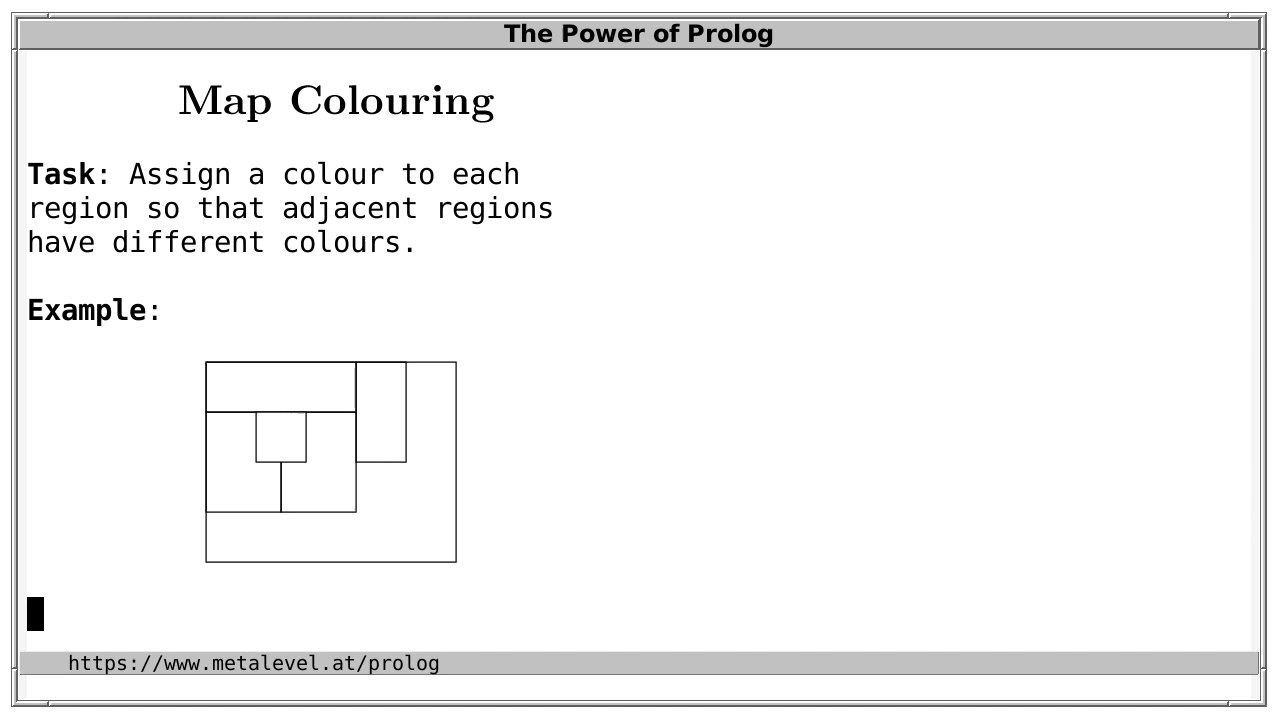 The Power of Prolog
Map Colouring
Task: Assign a colour to each
region so that adjacent regions
have different colours.
Example:
https://www.metalevel.at/prolog